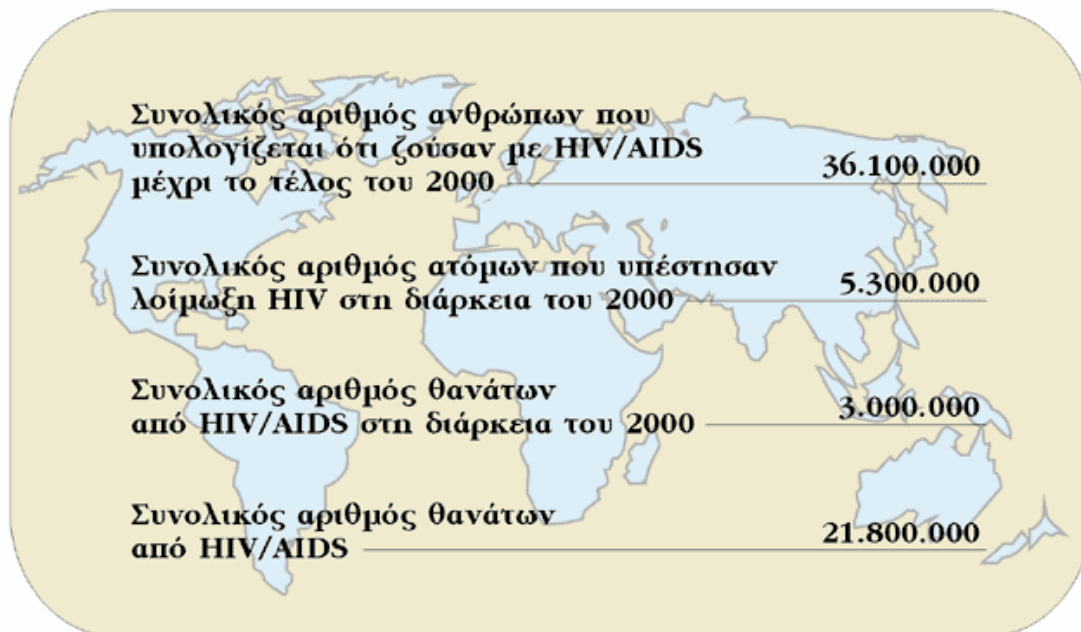 Συνολικός αριθμός ανθρώπων που
υπολογίζεται ότι ζούσαν με HIV/AIDS
μέχρι το τέλος του 2000 36.100.000
Συνολικός αριθμός ατόμων που υπέστησαν
λοίμωξη HIV στη διάρκεια του 2000 5.300.000
Συνολικός αριθμός θανάτων
από HIV/AIDS στη διάρκεια του 2000 3.000.000
Συνολικός αριθμός θανάτων
από HIV/AIDS 21.800.000